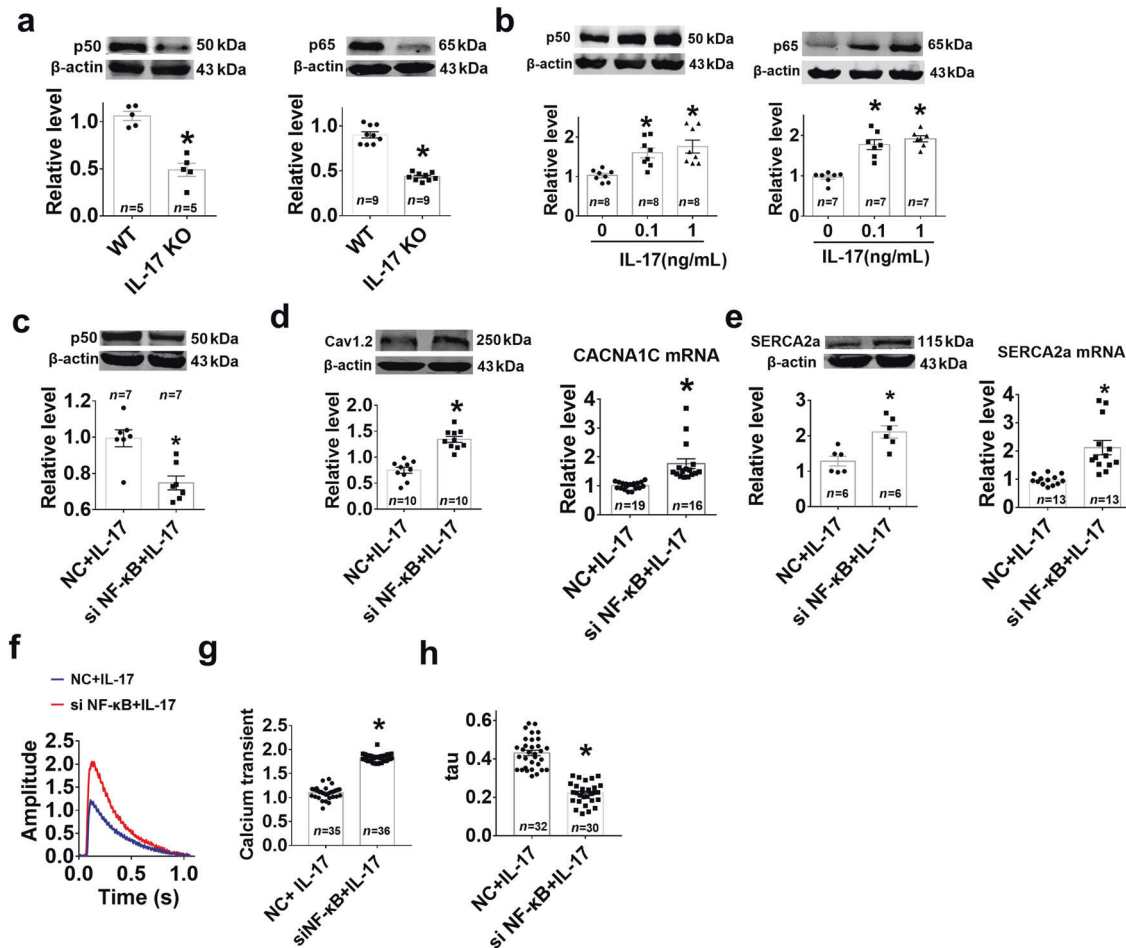 a
p50 50 kDa
β-actin 43 kDa
Relative level
1.5
1.0
0.5
0.0
n=5 n=5
*
WT
IL-17 KO
p65 65 kDa
β-actin 43 kDa
Relative level
1.0
0.5
0.0
n=9 n=9
*
WT
IL-17 KO
b
p50 50 kDa
β-actin 43 kDa
Relative level
2
1
0
n=8 n=8 n=8
* *
0 0.1 1
IL-17(ng/mL)
p65 65 kDa
β-actin 43 kDa
Relative level
2
1
0
n=7 n=7 n=7
* *
0 0.1 1
IL-17(ng/mL)
c
p50 50 kDa
β-actin 43 kDa
Relative level
1.2
1.0
0.8
0.6
n=7 n=7
*
NC+IL-17
si NF-κB+IL-17
d
Cav1.2 250 kDa
β-actin 43 kDa
Relative level
2.0
1.5
1.0
0.5
0.0
n=10 n=10
*
NC+IL-17
si NF-κB+IL-17
CACNA1C mRNA
Relative level
4
3
2
1
0
n=19 n=16
*
NC+IL-17
si NF-κB+IL-17
e
SERCA2a 115 kDa
β-actin 43 kDa
Relative level
3
2
1
0
n=6 n=6
*
NC+IL-17
si NF-κB+IL-17
SERCA2a mRNA
Relative level
4
2
0
n=13 n=13
*
NC+IL-17
si NF-κB+IL-17
f
NC+IL-17
si NF-κB+IL-17
Amplitude
2.5
2.0
1.5
1.0
0.5
0.0
0.0 0.5 1.0
Time (s)
g
Calcium transient
2.5
2.0
1.5
1.0
0.5
0.0
n=35 n=36
*
NC+ IL-17
siNF-κB+IL-17
h
tau
0.6
0.4
0.2
0.0
n=32 n=30
*
NC+IL-17
si NF-κB+IL-17